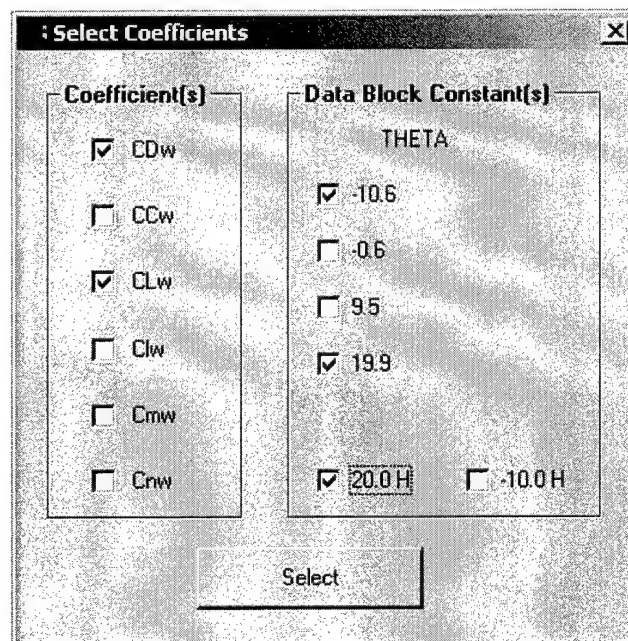 Select Coefficients
Coefficient(s)
CDw
CCw
CLw
Clw
Cmw
Cnw
Data Block Constant(s)
THETA
-10.6
-0.6
9.5
19.9
20.0 H
-10.0 H
Select